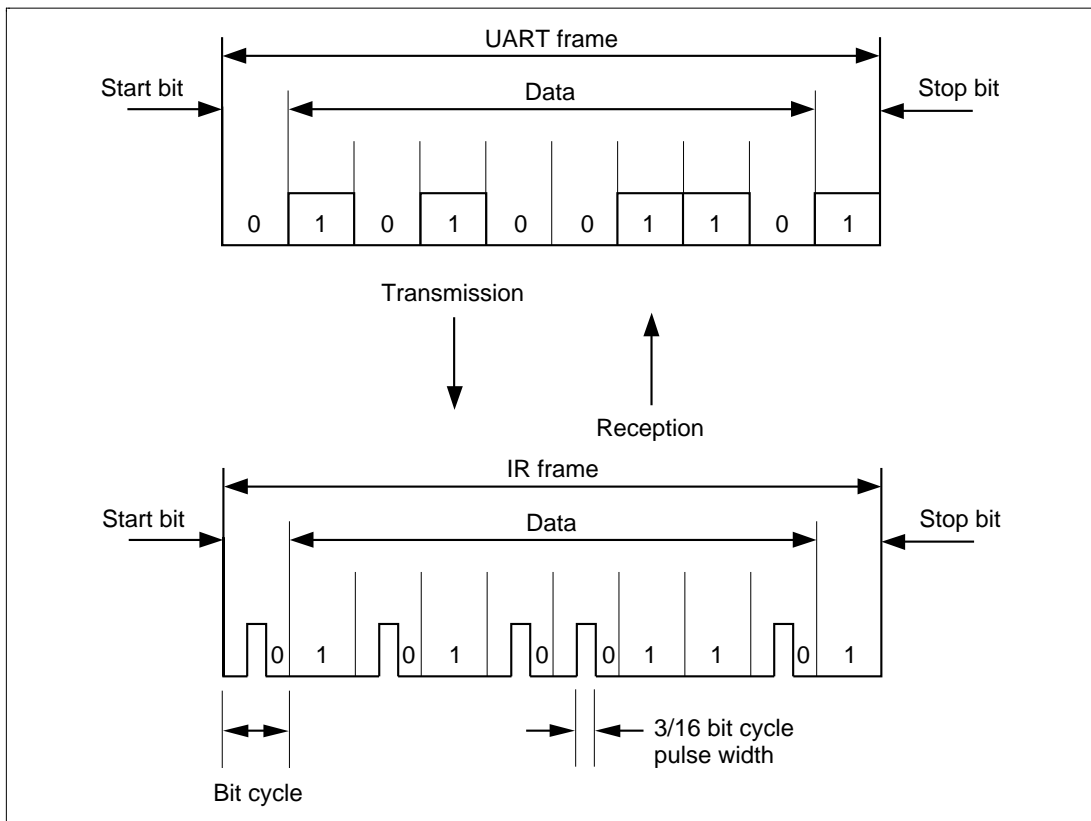 UART frame
Start bit
Data
Stop bit
0 1 0 1 0 0 1 1 0 1
Transmission
Reception
IR frame
Start bit
Data
Stop bit
0 1 0 1 0 0 1 1 0 1
3/16 bit cycle
pulse width
Bit cycle